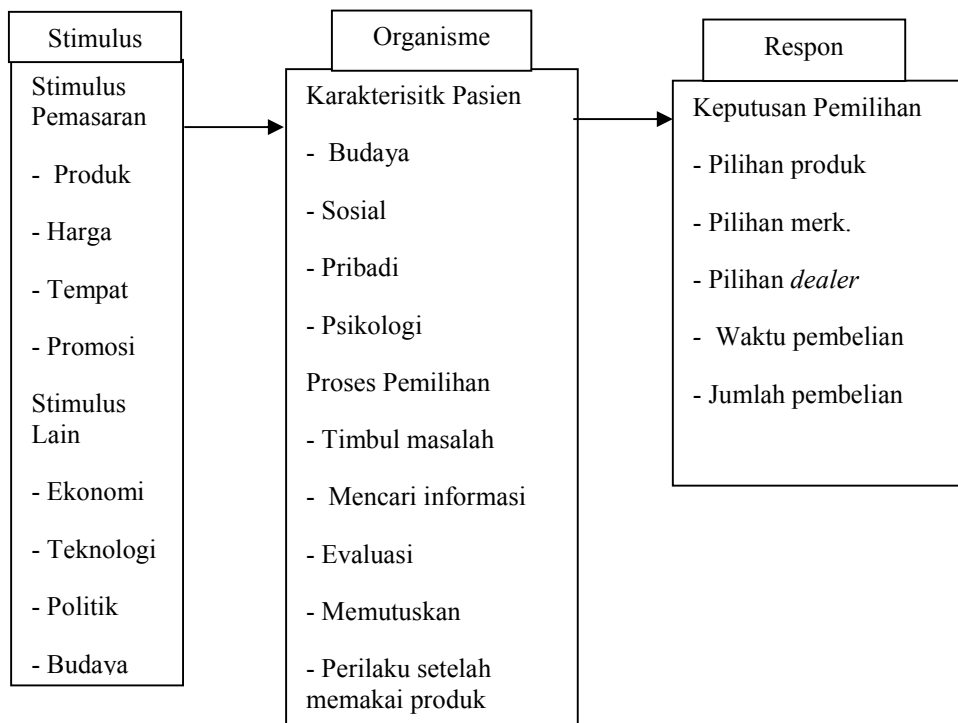 Stimulus
Stimulus
Pemasaran
- Produk
- Harga
- Tempat
- Promosi
Stimulus
Lain
- Ekonomi
- Teknologi
- Politik
- Budaya
Organisme
Karakterisitk Pasien
- Budaya
- Sosial
- Pribadi
- Psikologi
Proses Pemilihan
- Timbul masalah
- Mencari informasi
- Evaluasi
- Memutuskan
- Perilaku setelah
memakai produk
Respon
Keputusan Pemilihan
- Pilihan produk
- Pilihan merk.
- Pilihan dealer
- Waktu pembelian
- Jumlah pembelian